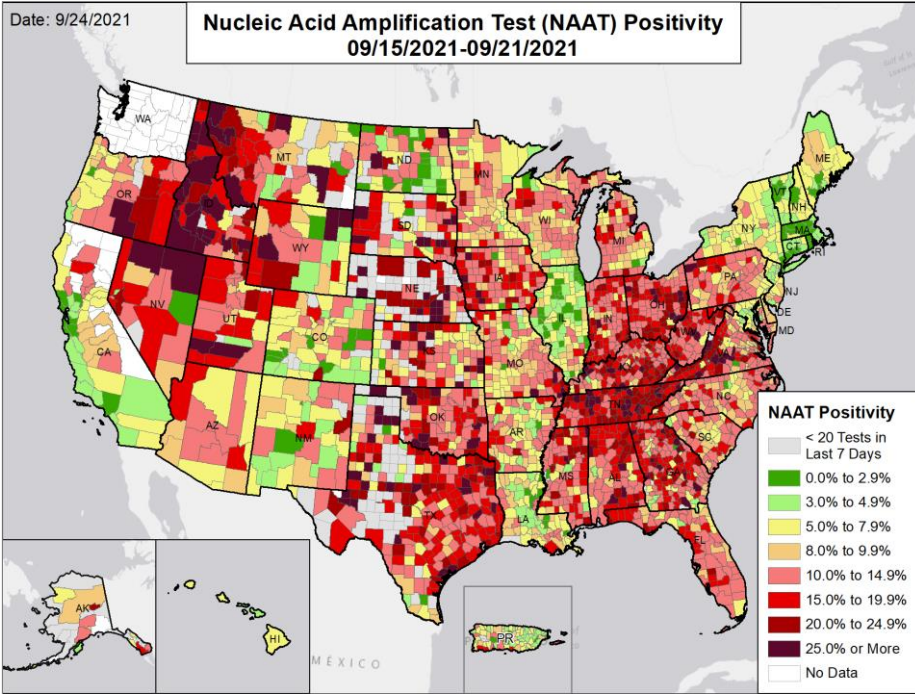 Date: 9/24/2021
Nucleic Acid Amplification Test (NAAT) Positivity
09/15/2021-09/21/2021
WA
MT
ND
MN
ME
OR
ID
WY
SD
WI
MI
NY
VT
NH
MA
CT
RI
NV
UT
CO
NE
IA
IN
OH
PA
NJ
DE
MD
WV
VA
CA
KS
MO
KY
TN
NC
SC
AZ
NM
OK
AR
MS
AL
GA
TX
LA
FL
AK
HI
PR
MÉXICO
NAAT Positivity
< 20 Tests in
Last 7 Days
0.0% to 2.9%
3.0% to 4.9%
5.0% to 7.9%
8.0% to 9.9%
10.0% to 14.9%
15.0% to 19.9%
20.0% to 24.9%
25.0% or More
No Data